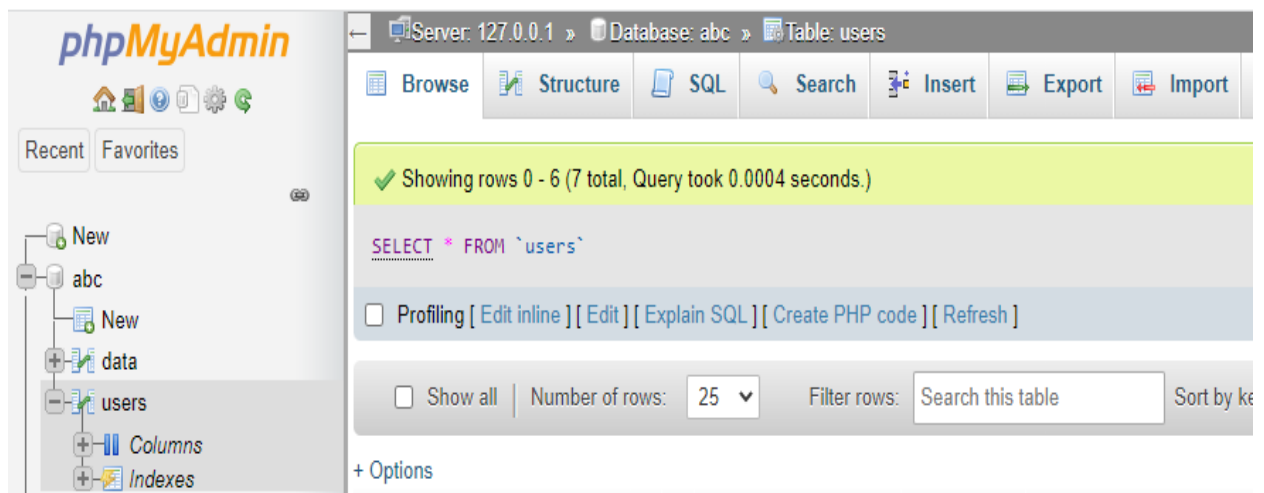 phpMyAdmin
Recent Favorites
New
abc
New
data
users
Columns
Indexes
← Server: 127.0.0.1 » Database: abc » Table: users
Browse Structure SQL Search Insert Export Import
Showing rows 0 - 6 (7 total, Query took 0.0004 seconds.)
SELECT * FROM `users`
Profiling [ Edit inline ] [ Edit ] [ Explain SQL ] [ Create PHP code ] [ Refresh ]
Show all | Number of rows: 25 Filter rows: Search this table Sort by ke
+ Options